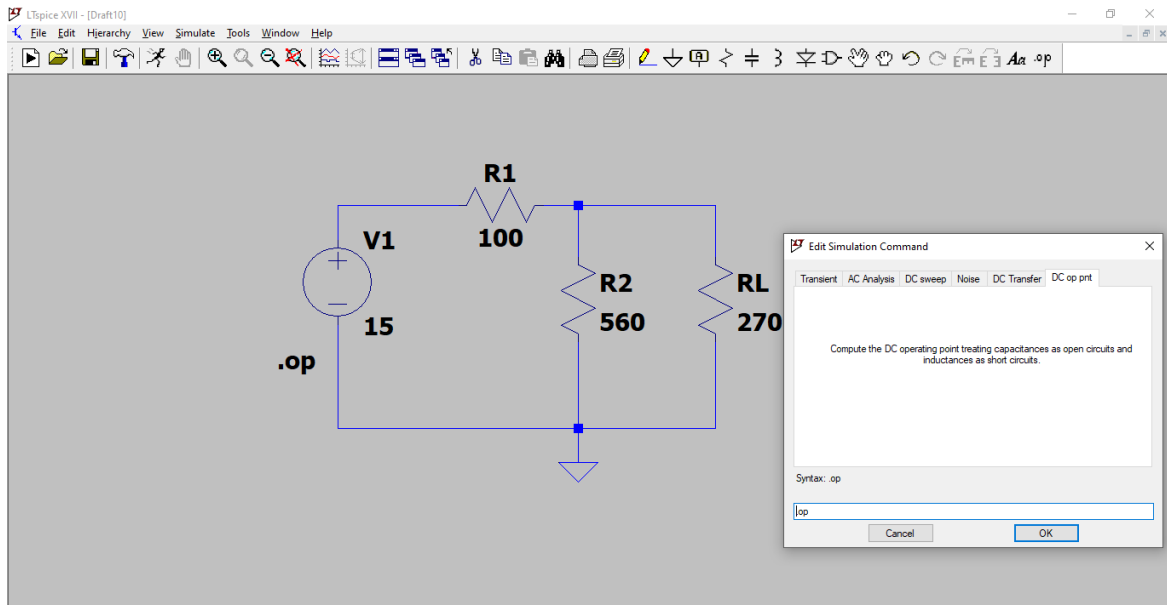 LTspice XVII - [Draft10]
File Edit Hierarchy View Simulate Tools Window Help
Aa .op
R1
100
V1
15
.op
R2
560
RL
270
Edit Simulation Command
Transient AC Analysis DC sweep Noise DC Transfer DC op pnt
Compute the DC operating point treating capacitances as open circuits and
inductances as short circuits.
Syntax: .op
.op
Cancel OK